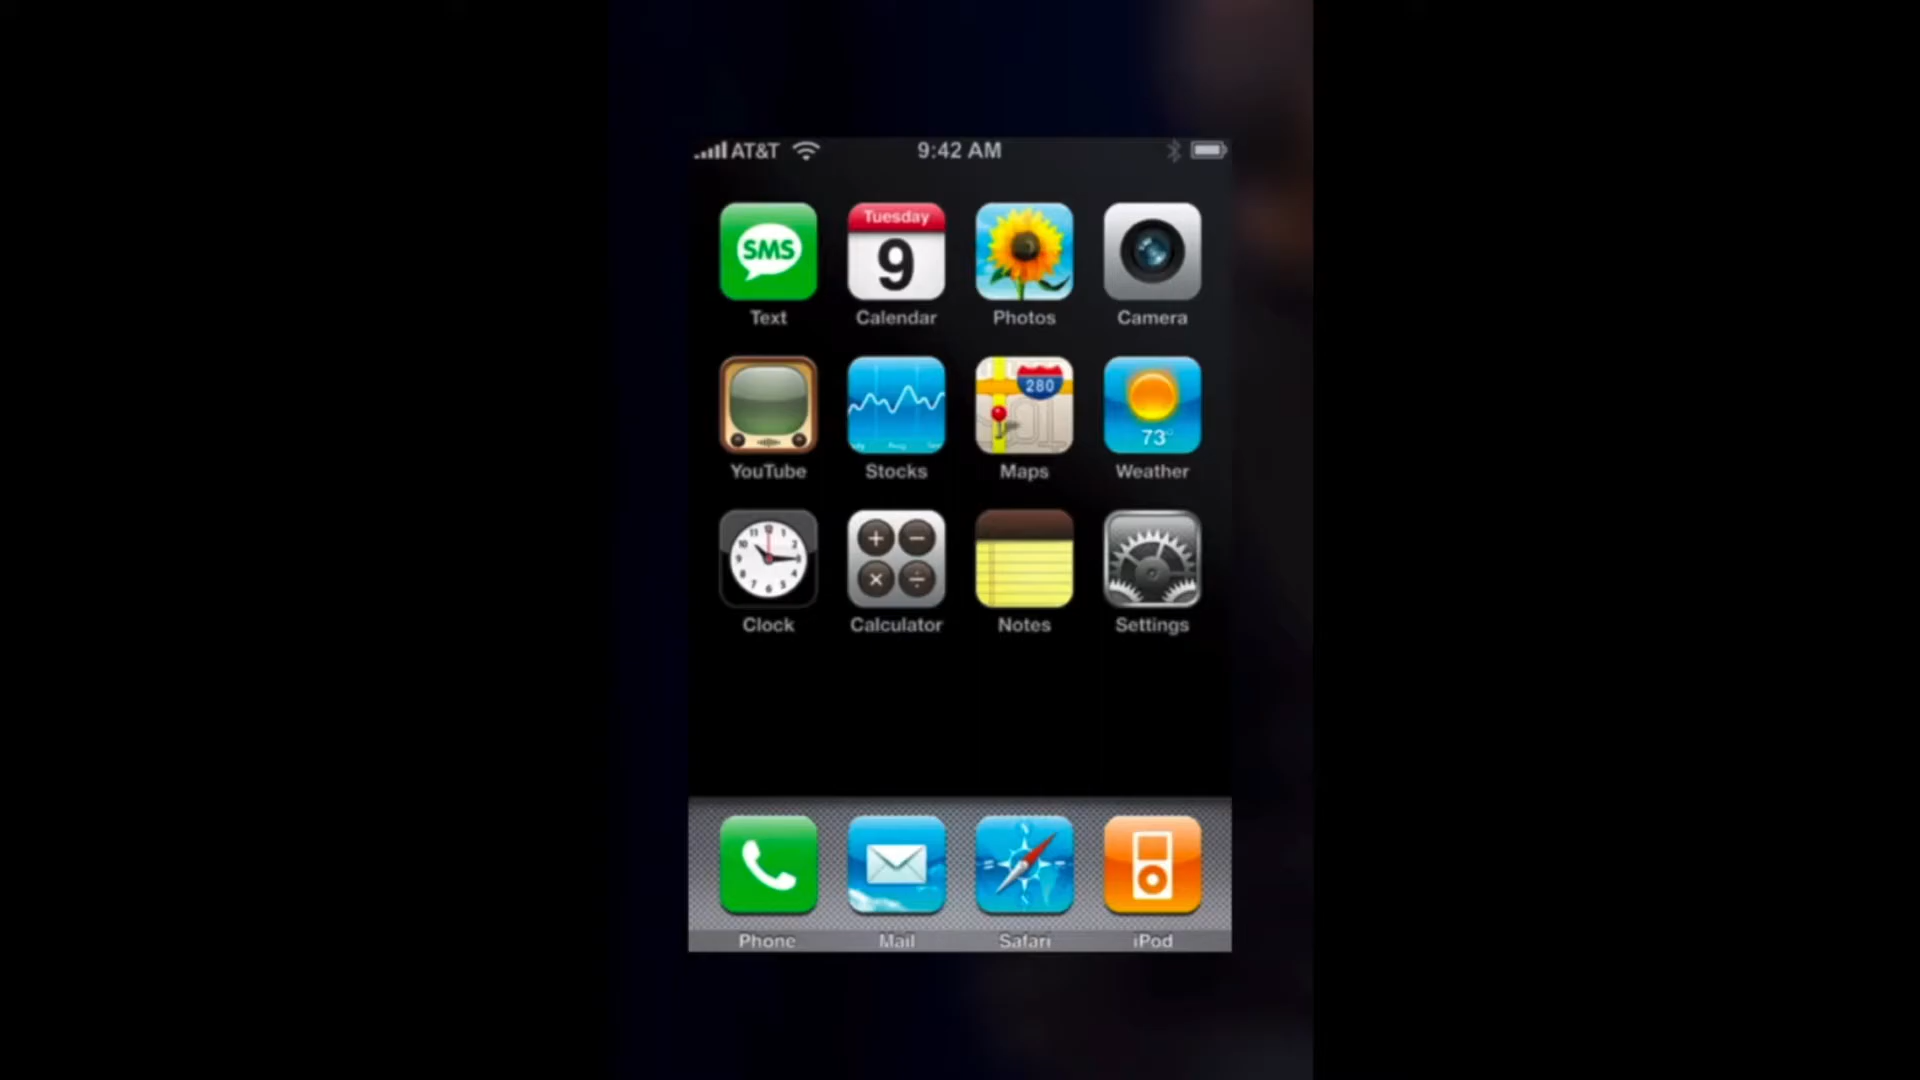 AT&T 9:42 AM
Tuesday
SMS 9
Text Calendar Photos Camera
280
73°
YouTube Stocks Maps Weather
Clock Calculator Notes Settings
Phone Mail Safari iPod